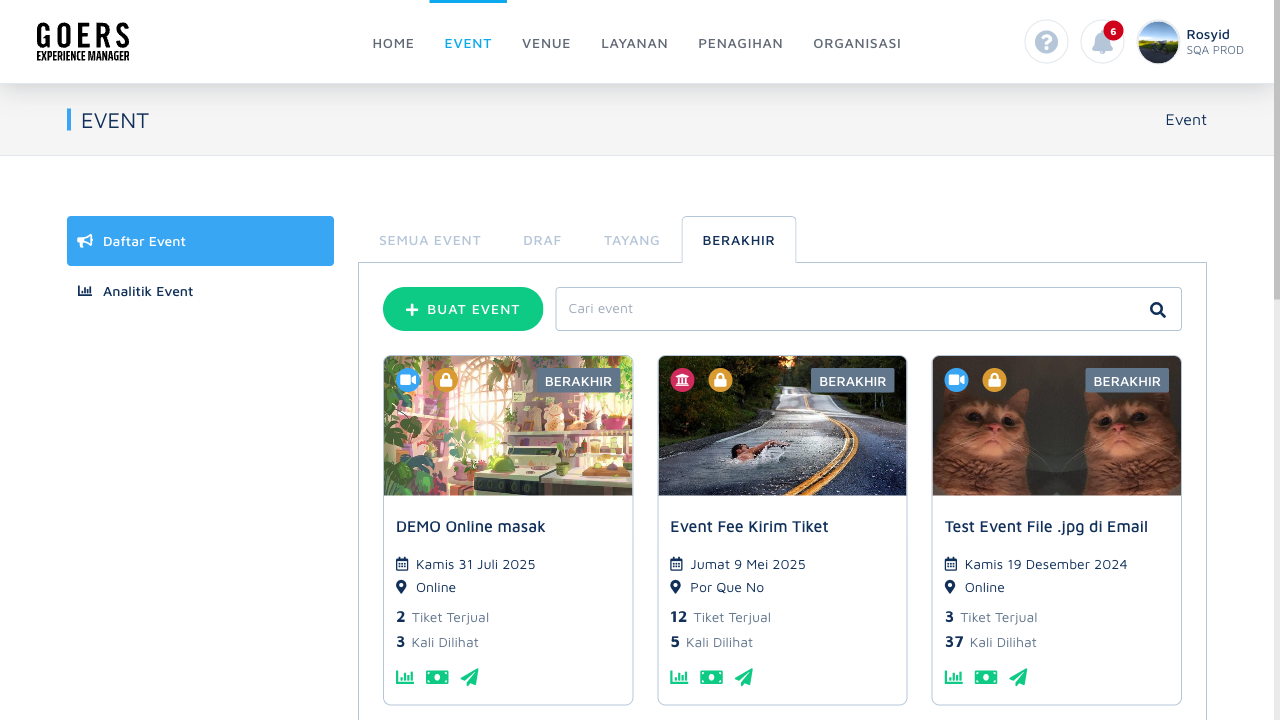 GOERS
EXPERIENCE MANAGER
HOME
EVENT
VENUE
LAYANAN
PENAGIHAN
ORGANISASI
6
Rosyid
SQA PROD
EVENT
Event
Daftar Event
Analitik Event
SEMUA EVENT
DRAF
TAYANG
BERAKHIR
BUAT EVENT
Cari event
BERAKHIR
DEMO Online masak
Kamis 31 Juli 2025
Online
2 Tiket Terjual
3 Kali Dilihat
BERAKHIR
Event Fee Kirim Tiket
Jumat 9 Mei 2025
Por Que No
12 Tiket Terjual
5 Kali Dilihat
BERAKHIR
Test Event File .jpg di Email
Kamis 19 Desember 2024
Online
3 Tiket Terjual
37 Kali Dilihat